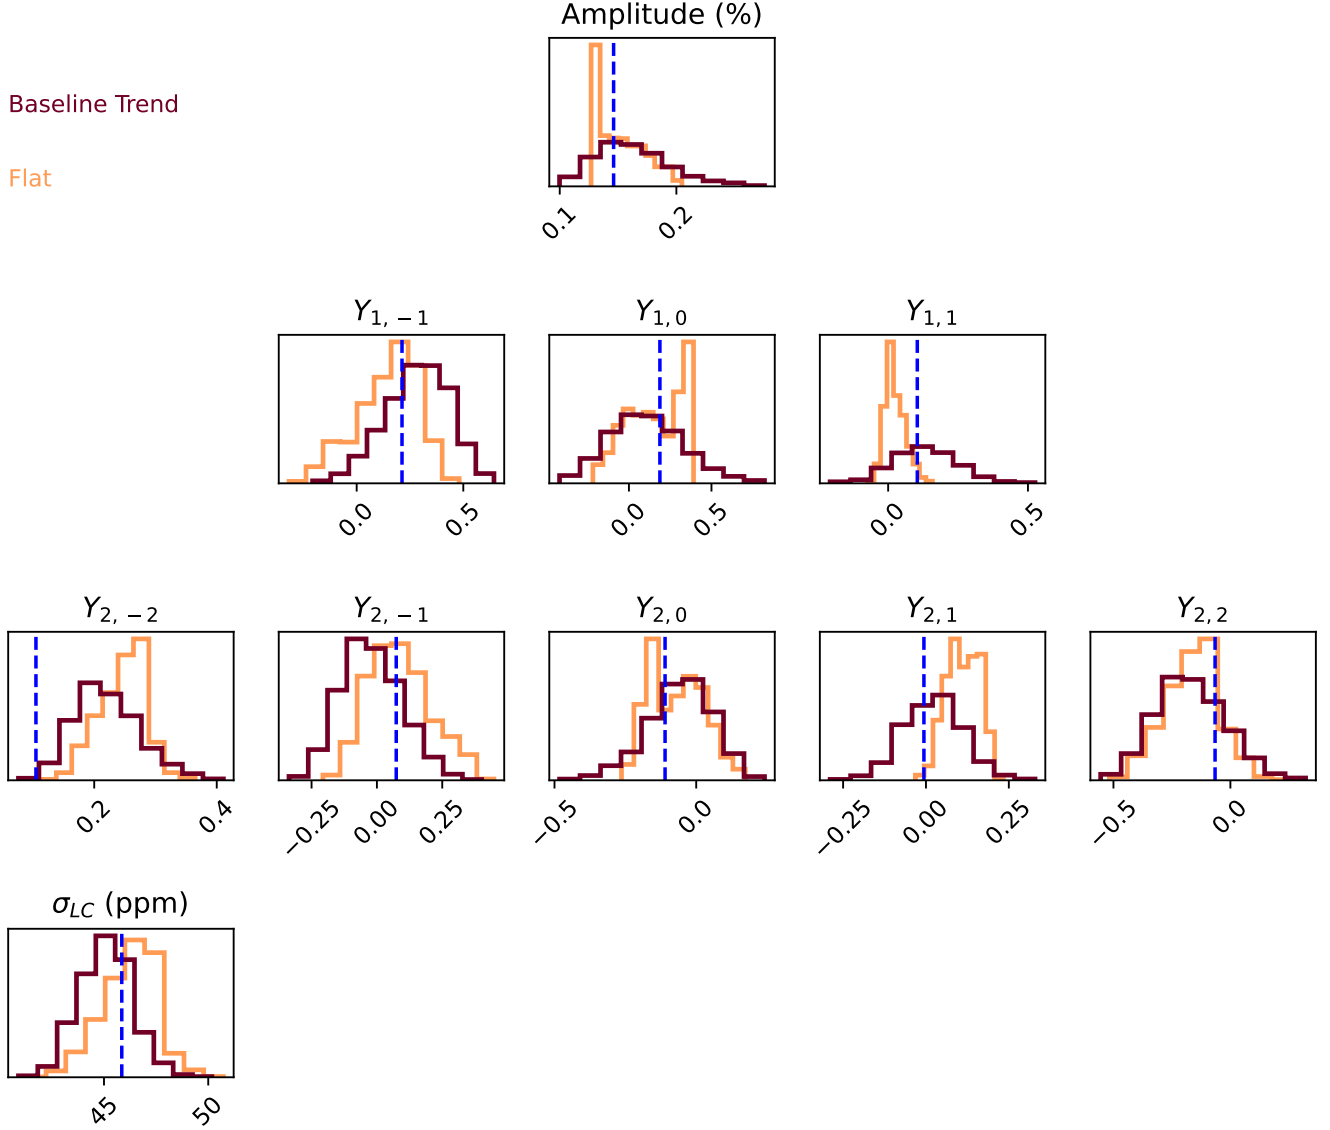 Amplitude (%)
Baseline Trend
Flat
0.1 0.2
Y1, −1 Y1, 0 Y1, 1
0.0 0.5 0.0 0.5 0.0 0.5
Y2, −2 Y2, −1 Y2, 0 Y2, 1 Y2, 2
0.2 0.4 −0.25 0.00 0.25 −0.5 0.0 −0.25 0.00 0.25 −0.5 0.0
σLC (ppm)
45 50